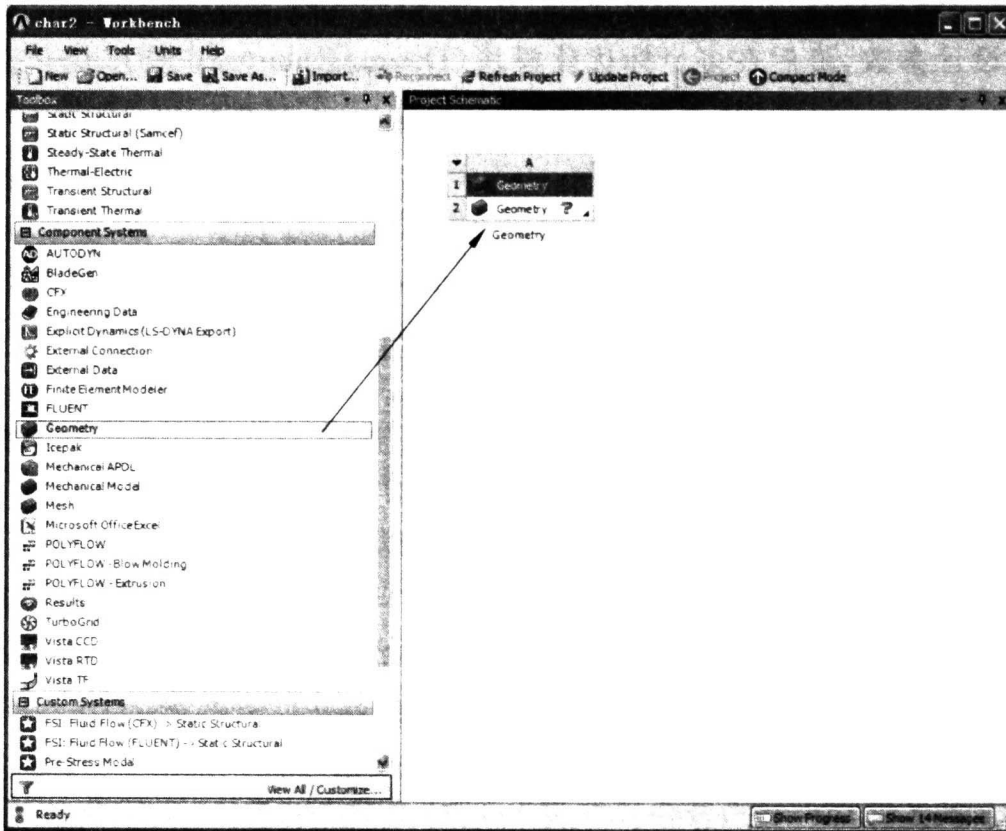 char2 - Workbench
File View Tools Units Help
New Open... Save Save As... Import... Reconnect Refresh Project Update Project Project Compact Mode
Toolbox
Static Structural
Static Structural (Samcef)
Steady-State Thermal
Thermal-Electric
Transient Structural
Transient Thermal
Component Systems
AUTODYN
BladeGen
CFX
Engineering Data
Explicit Dynamics (LS-DYNA Export)
External Connection
External Data
Finite Element Modeler
FLUENT
Geometry
Icepak
Mechanical APDL
Mechanical Model
Mesh
Microsoft Office Excel
POLYFLOW
POLYFLOW - Blow Molding
POLYFLOW - Extrusion
Results
TurboGrid
Vista CCD
Vista RTD
Vista TF
Custom Systems
FSI: Fluid Flow (CFX) -> Static Structural
FSI: Fluid Flow (FLUENT) -> Static Structural
Pre-Stress Modal
View All / Customize...
Project Schematic
A
1 Geometry
2 Geometry ?
Geometry
Ready
Show Progress Show 14 Messages